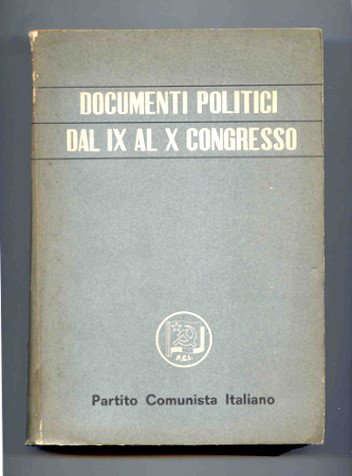 DOCUMENTI POLITICI
DAL IX AL X CONGRESSO
P.C.I.
Partito Comunista Italiano